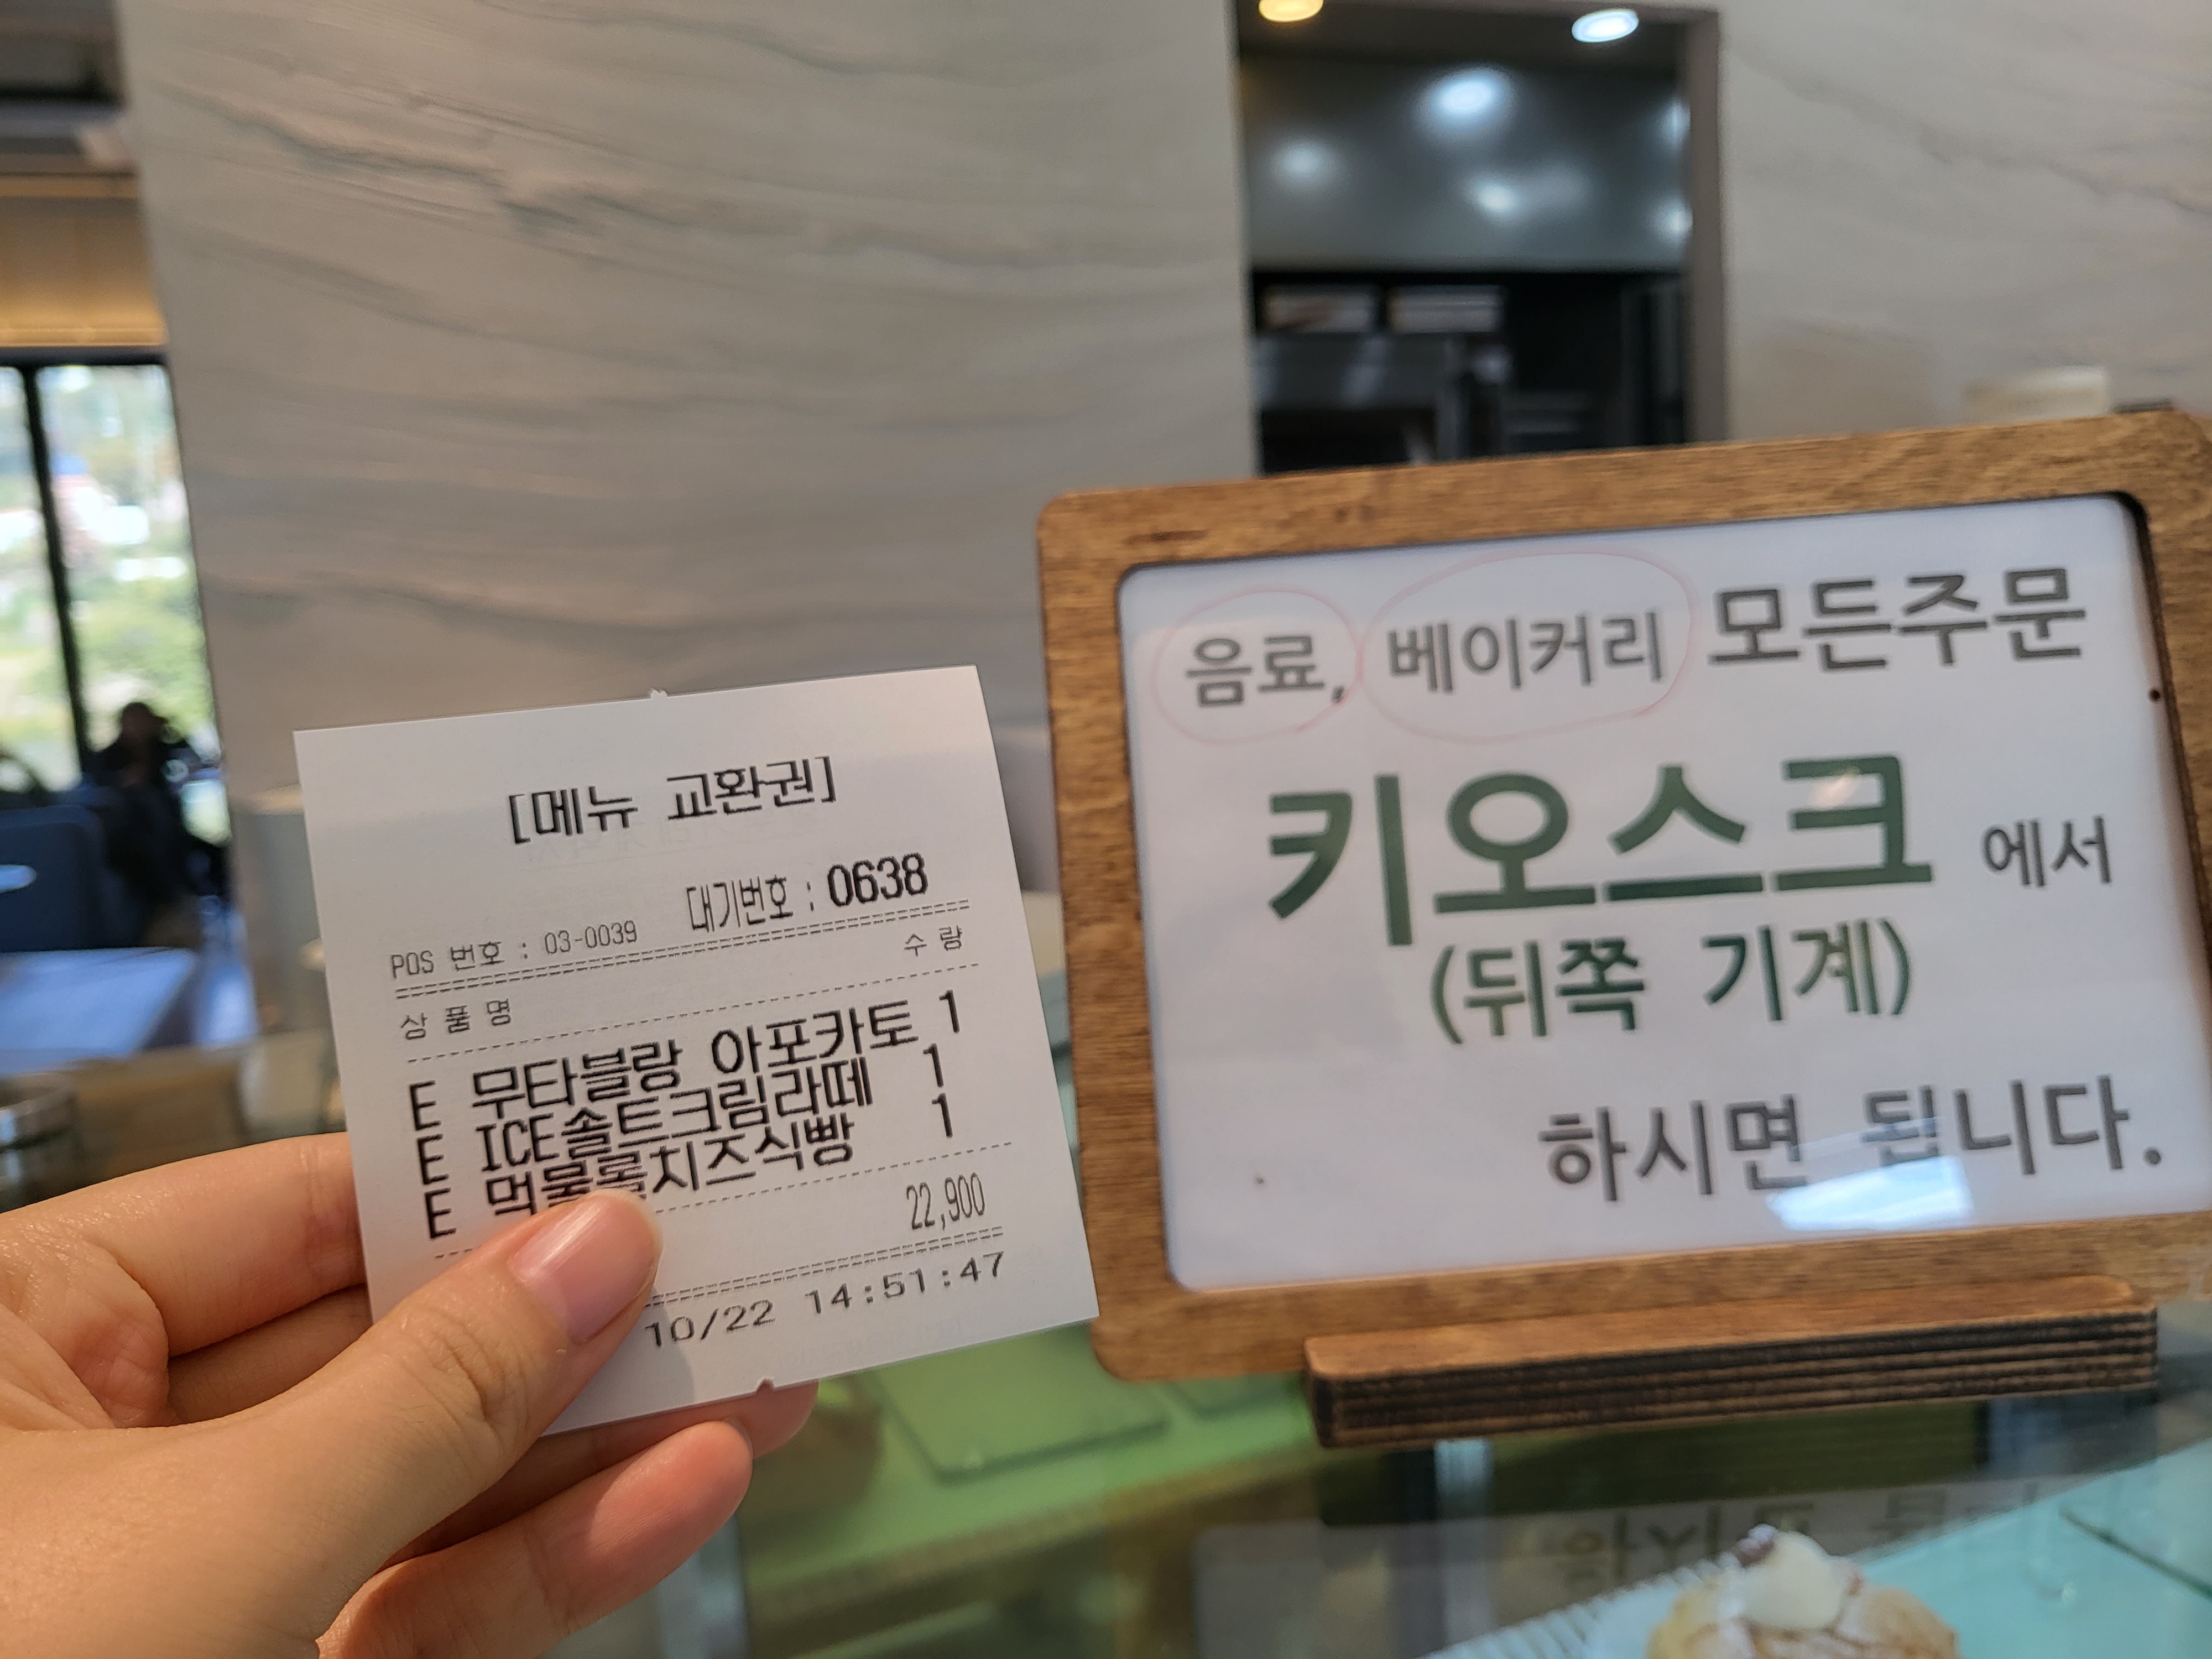 [메뉴 교환권]
POS 번호 : 03-0039 대기번호 : 0638
상 품 명 수 량
E 무타블랑 아포카토 1
E ICE솔트크림라떼 1
E 먹물롤치즈식빵 1
22,900
10/22 14:51:47
음료, 베이커리 모든주문
키오스크 에서
(뒤쪽 기계)
하시면 됩니다.